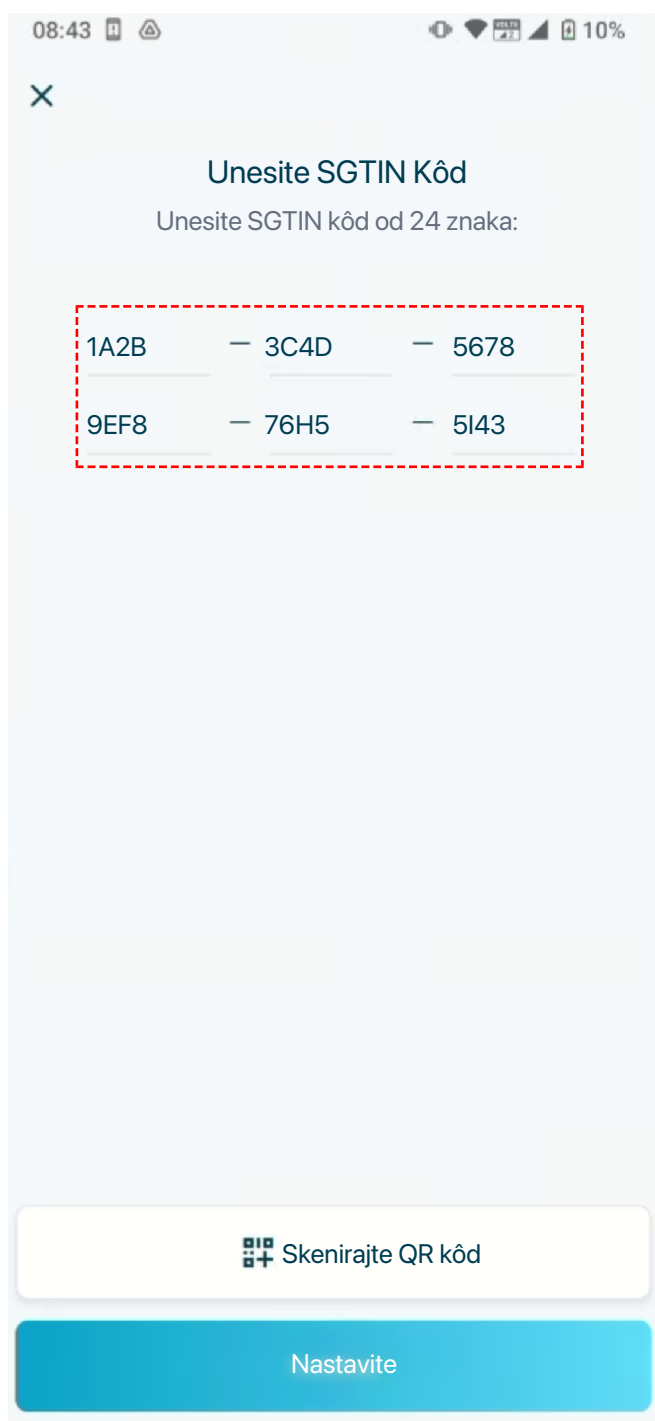 08:43 10%
Unesite SGTIN Kôd
Unesite SGTIN kôd od 24 znaka:
1A2B – 3C4D – 5678
9EF8 – 76H5 – 5I43
Skenirajte QR kôd
Nastavite